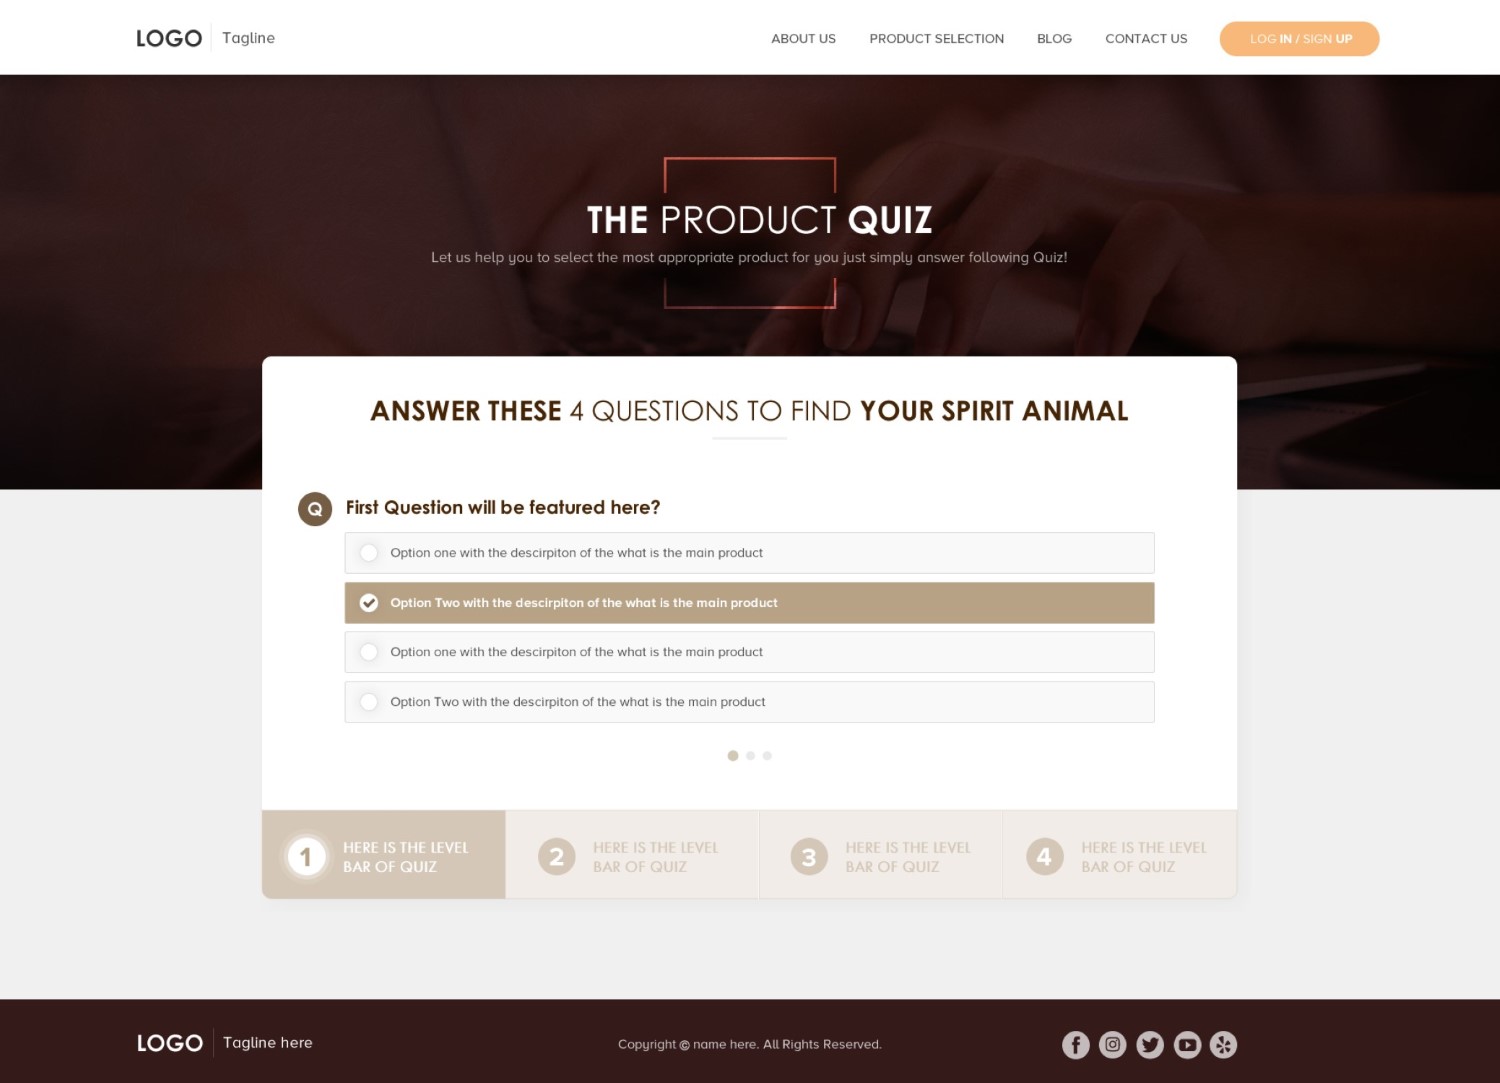 LOGO Tagline
ABOUT US PRODUCT SELECTION BLOG CONTACT US LOG IN / SIGN UP
THE PRODUCT QUIZ
Let us help you to select the most appropriate product for you just simply answer following Quiz!
ANSWER THESE 4 QUESTIONS TO FIND YOUR SPIRIT ANIMAL
Q First Question will be featured here?
Option one with the descirpiton of the what is the main product
Option Two with the descirpiton of the what is the main product
Option one with the descirpiton of the what is the main product
Option Two with the descirpiton of the what is the main product
1 HERE IS THE LEVEL
BAR OF QUIZ
2 HERE IS THE LEVEL
BAR OF QUIZ
3 HERE IS THE LEVEL
BAR OF QUIZ
4 HERE IS THE LEVEL
BAR OF QUIZ
LOGO Tagline here
Copyright @ name here. All Rights Reserved.